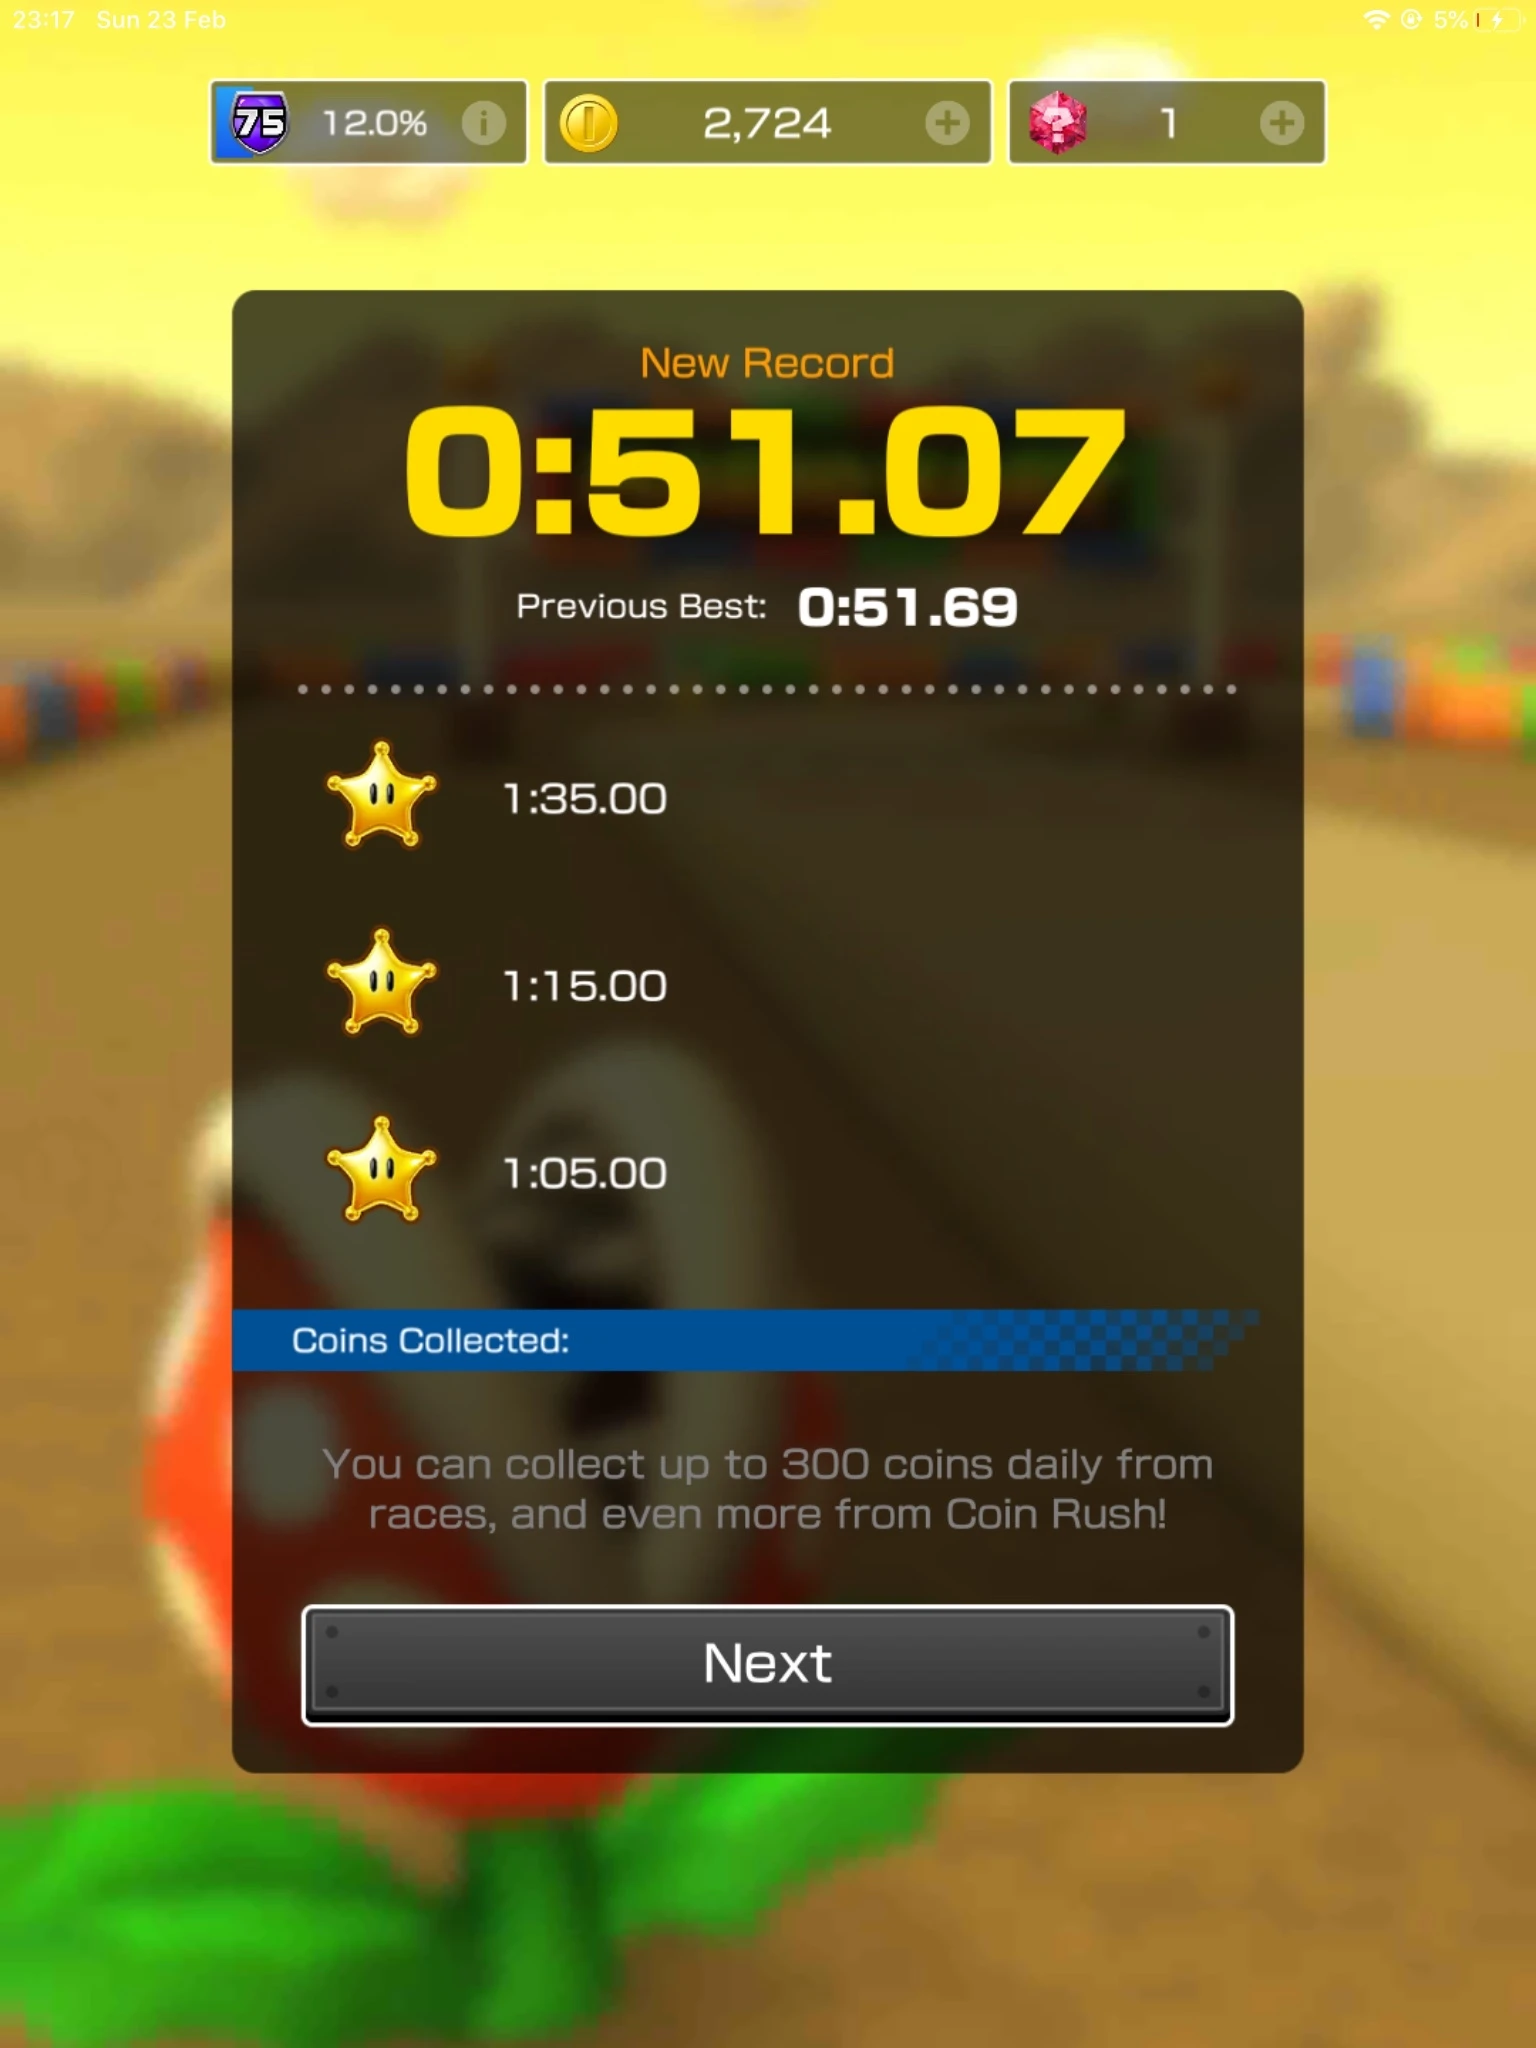 23:17 Sun 23 Feb 5%
75 12.0% i 2,724 + ? 1 +
New Record
0:51.07
Previous Best: 0:51.69
1:35.00
1:15.00
1:05.00
Coins Collected:
You can collect up to 300 coins daily from
races, and even more from Coin Rush!
Next